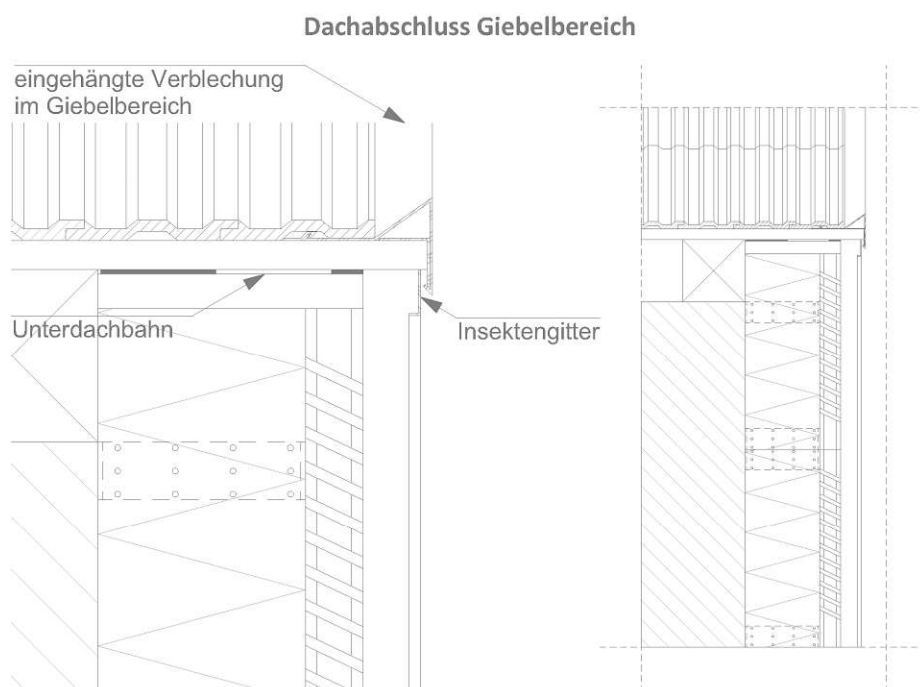 Dachabschluss Giebelbereich
eingehängte Verblechung
im Giebelbereich
Unterdachbahn
Insektengitter